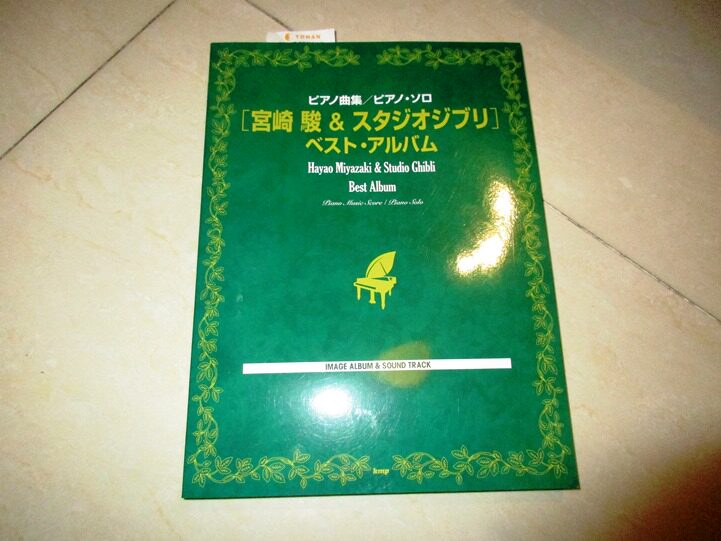 TOHAN
ピアノ曲集／ピアノ・ソロ
［宮崎 駿 & スタジオジブリ］
ベスト・アルバム
Hayao Miyazaki & Studio Ghibli
Best Album
Piano Music Score / Piano Solo
IMAGE ALBUM & SOUND TRACK
kmp